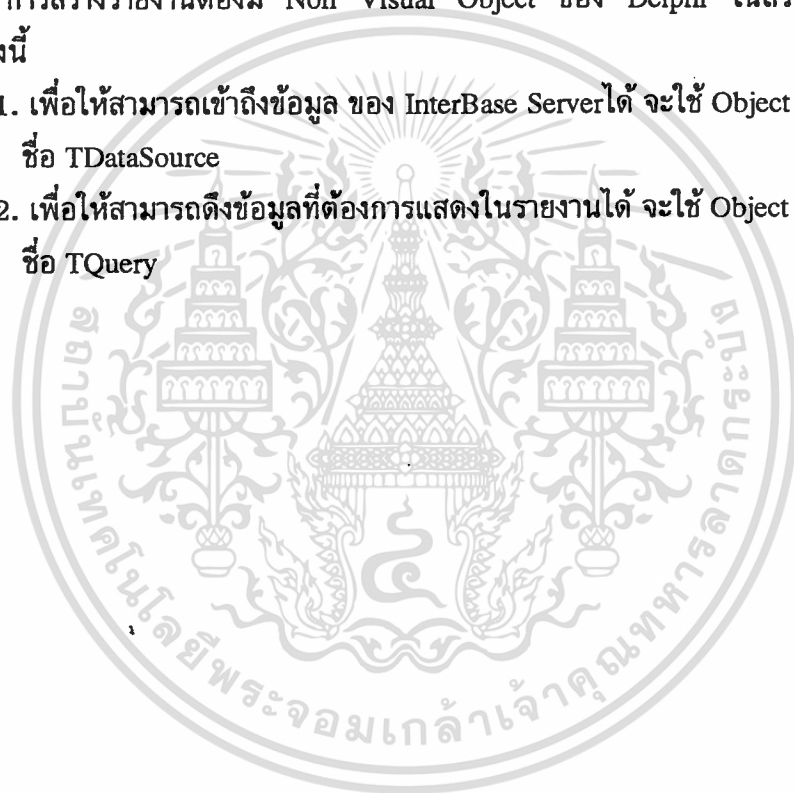 การสร้างรายงานต้องมี Non Visual Object ของ Delphi
งนี้
1. เพื่อให้สามารถเข้าถึงข้อมูล ของ InterBase Serverได้ จะใช้ Object
ชื่อ TDataSource
2. เพื่อให้สามารถดึงข้อมูลที่ต้องการแสดงในรายงานได้ จะใช้ Object
ชื่อ TQuery
สถาบันเทคโนโลยีพระจอมเกล้าเจ้าคุณทหารลาดกระบัง